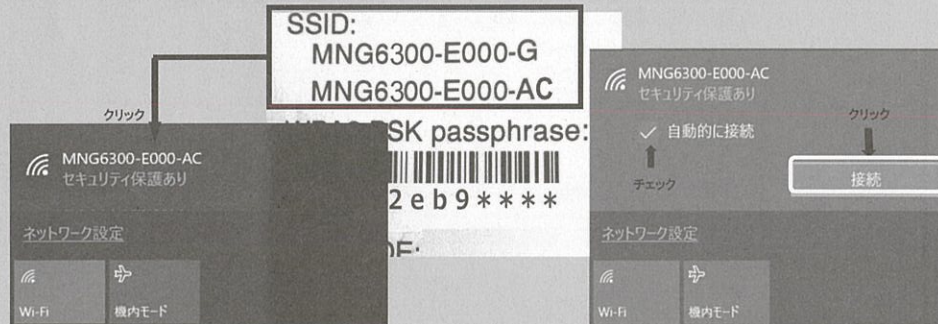 SSID:
MNG6300-E000-G
MNG6300-E000-AC
PSK passphrase:
2eb9****
クリック
MNG6300-E000-AC
セキュリティ保護あり
ネットワーク設定
Wi-Fi
機内モード
MNG6300-E000-AC
セキュリティ保護あり
自動的に接続
チェック
クリック
接続
ネットワーク設定
Wi-Fi
機内モード